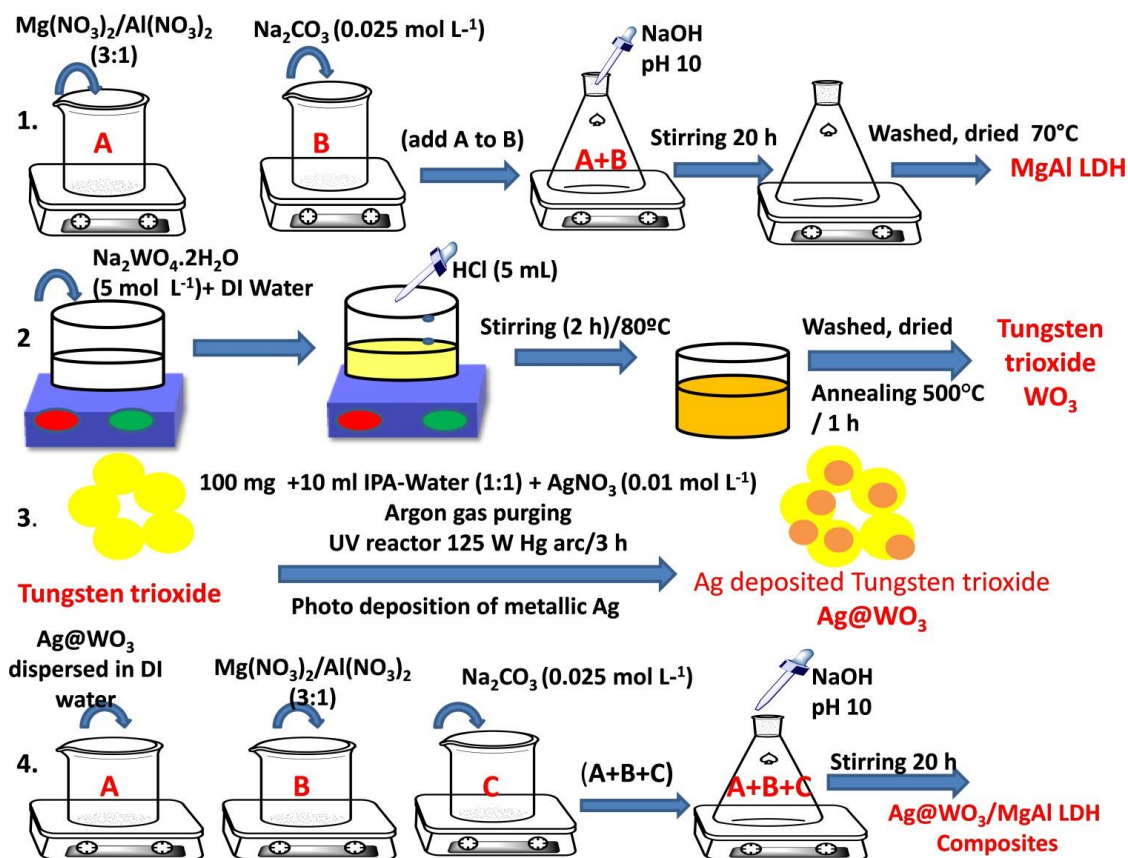 Mg(NO₃)₂/Al(NO₃)₂
(3:1)
Na₂CO₃ (0.025 mol L-¹)
NaOH
pH 10
1.
A
B
(add A to B)
A+B
Stirring 20 h
Washed, dried 70°C
MgAl LDH
Na₂WO₄.2H₂O
(5 mol L⁻¹)+ DI Water
HCl (5 mL)
2
Stirring (2 h)/80ºC
Washed, dried
Annealing 500°C
/ 1 h
Tungsten
trioxide
WO₃
3.
100 mg +10 ml IPA-Water (1:1) + AgNO₃ (0.01 mol L⁻¹)
Argon gas purging
UV reactor 125 W Hg arc/3 h
Photo deposition of metallic Ag
Tungsten trioxide
Ag deposited Tungsten trioxide
Ag@WO₃
Ag@WO₃
dispersed in DI
water
Mg(NO₃)₂/Al(NO₃)₂
(3:1)
Na₂CO₃ (0.025 mol L-¹)
NaOH
pH 10
4.
A
B
C
(A+B+C)
A+B+C
Stirring 20 h
Ag@WO₃/MgAl LDH
Composites